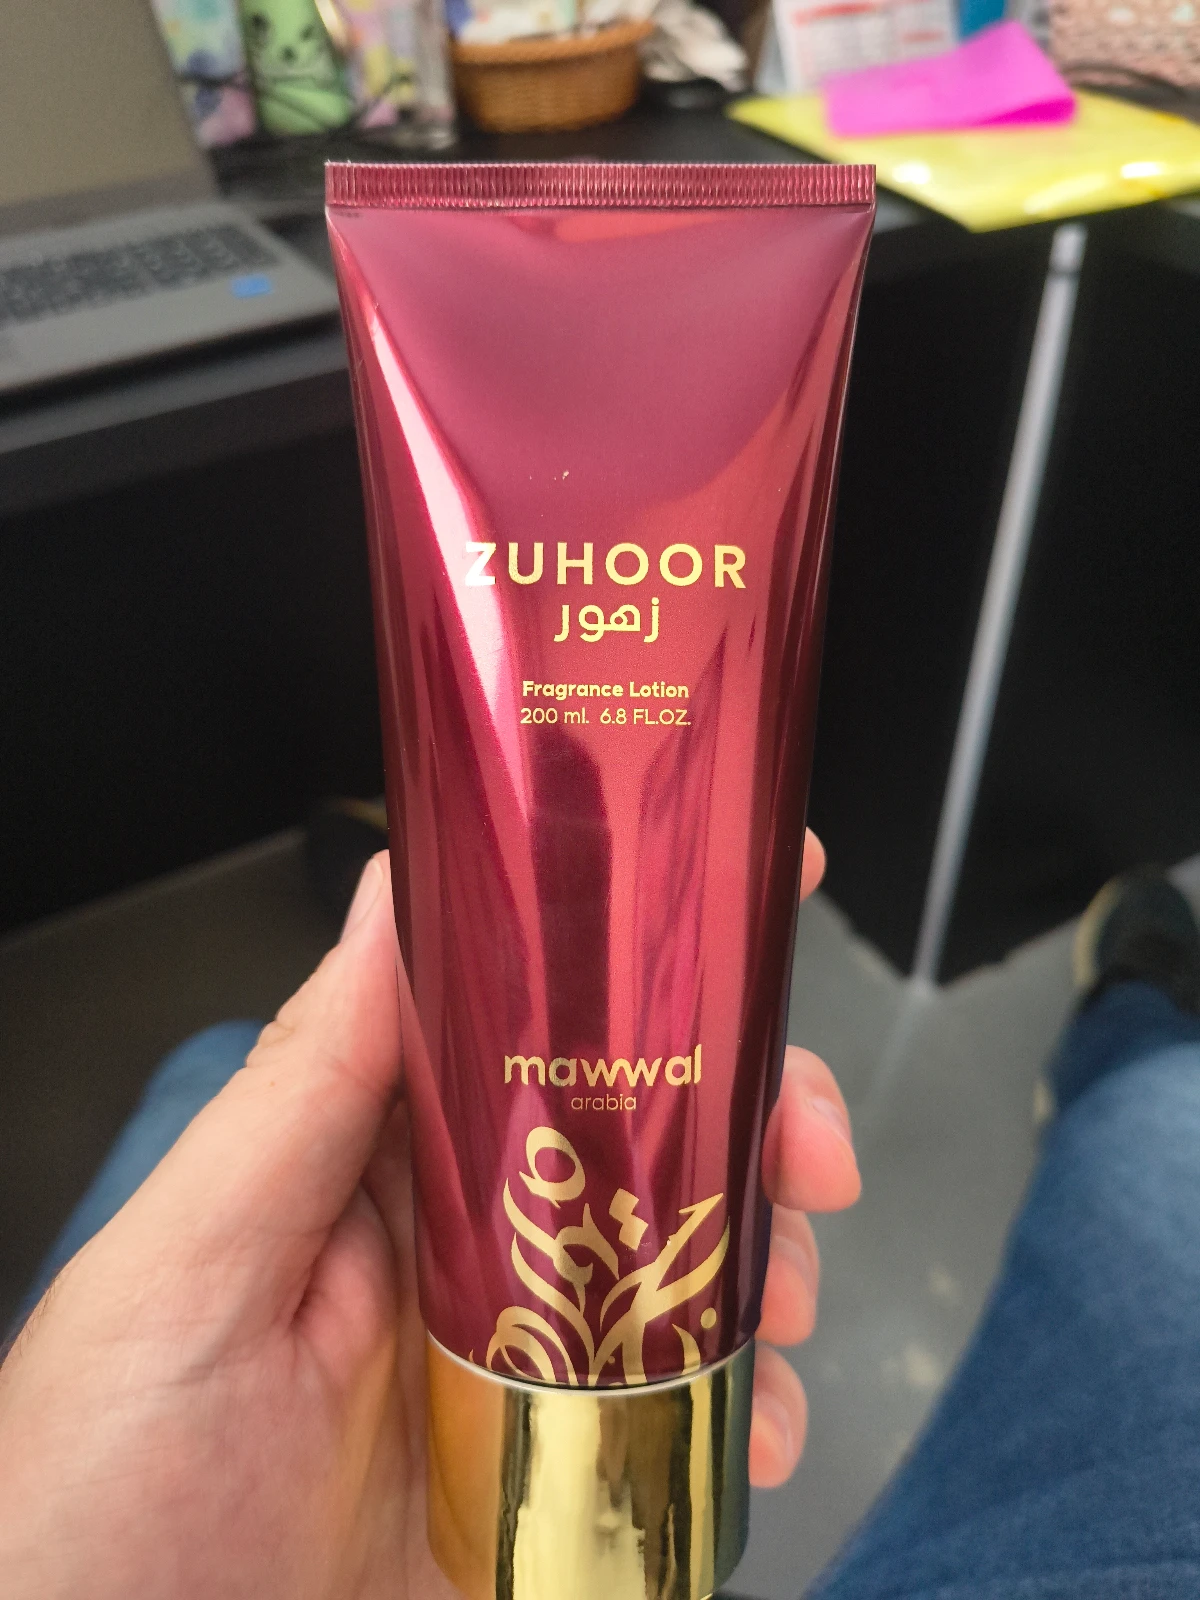 ZUHOOR
زهور
Fragrance Lotion
200 ml. 6.8 FL.OZ.
mawwal
arabia